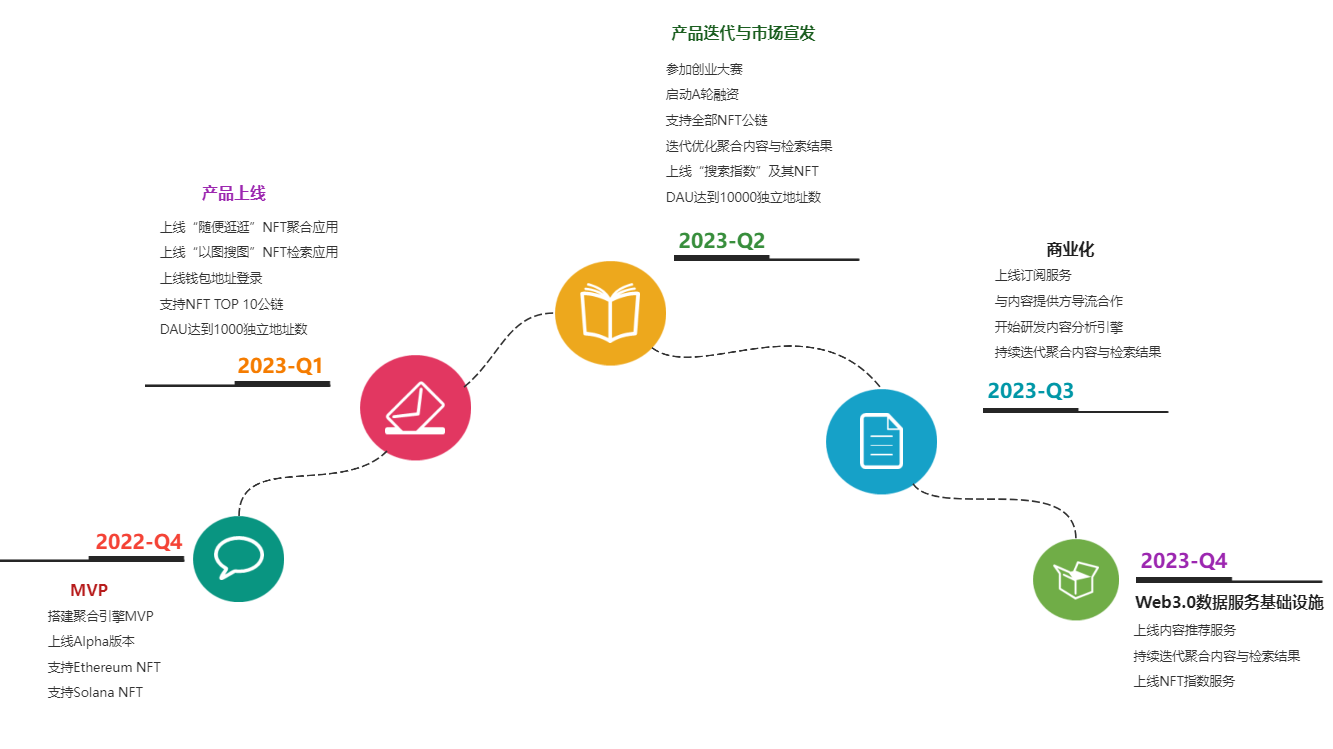 2022-Q4
MVP
搭建聚合引擎MVP
上线Alpha版本
支持Ethereum NFT
支持Solana NFT
产品上线
上线“随便逛逛”NFT聚合应用
上线“以图搜图”NFT检索应用
上线钱包地址登录
支持NFT TOP 10公链
DAU达到1000独立地址数
2023-Q1
产品迭代与市场宣发
参加创业大赛
启动A轮融资
支持全部NFT公链
迭代优化聚合内容与检索结果
上线“搜索指数”及其NFT
DAU达到10000独立地址数
2023-Q2
商业化
上线订阅服务
与内容提供方导流合作
开始研发内容分析引擎
持续迭代聚合内容与检索结果
2023-Q3
2023-Q4
Web3.0数据服务基础设施
上线内容推荐服务
持续迭代聚合内容与检索结果
上线NFT指数服务